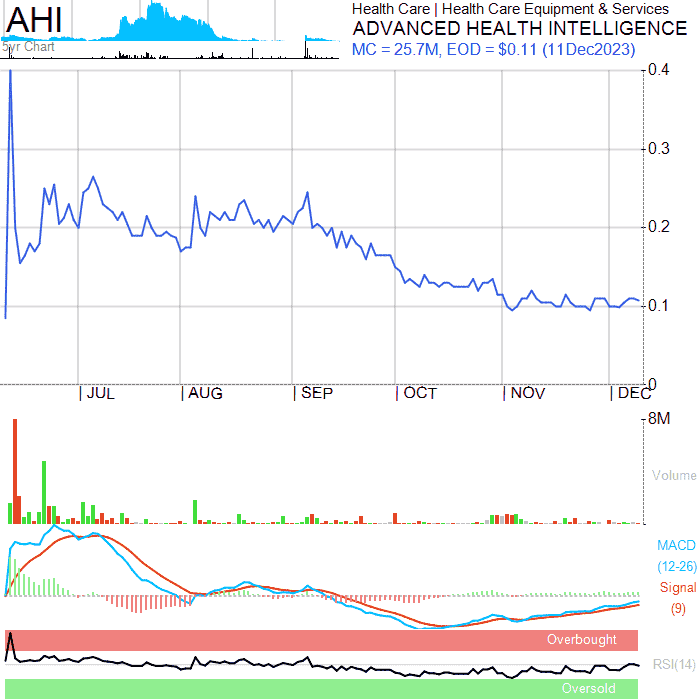 AHI
Health Care | Health Care Equipment & Services
ADVANCED HEALTH INTELLIGENCE
MC = 25.7M, EOD = $0.11 (11Dec2023)
5yr Chart
0.4
0.3
0.2
0.1
0
JUL AUG SEP OCT NOV DEC
8M
Volume
MACD
(12-26)
Signal
(9)
Overbought
RSI(14)
Oversold